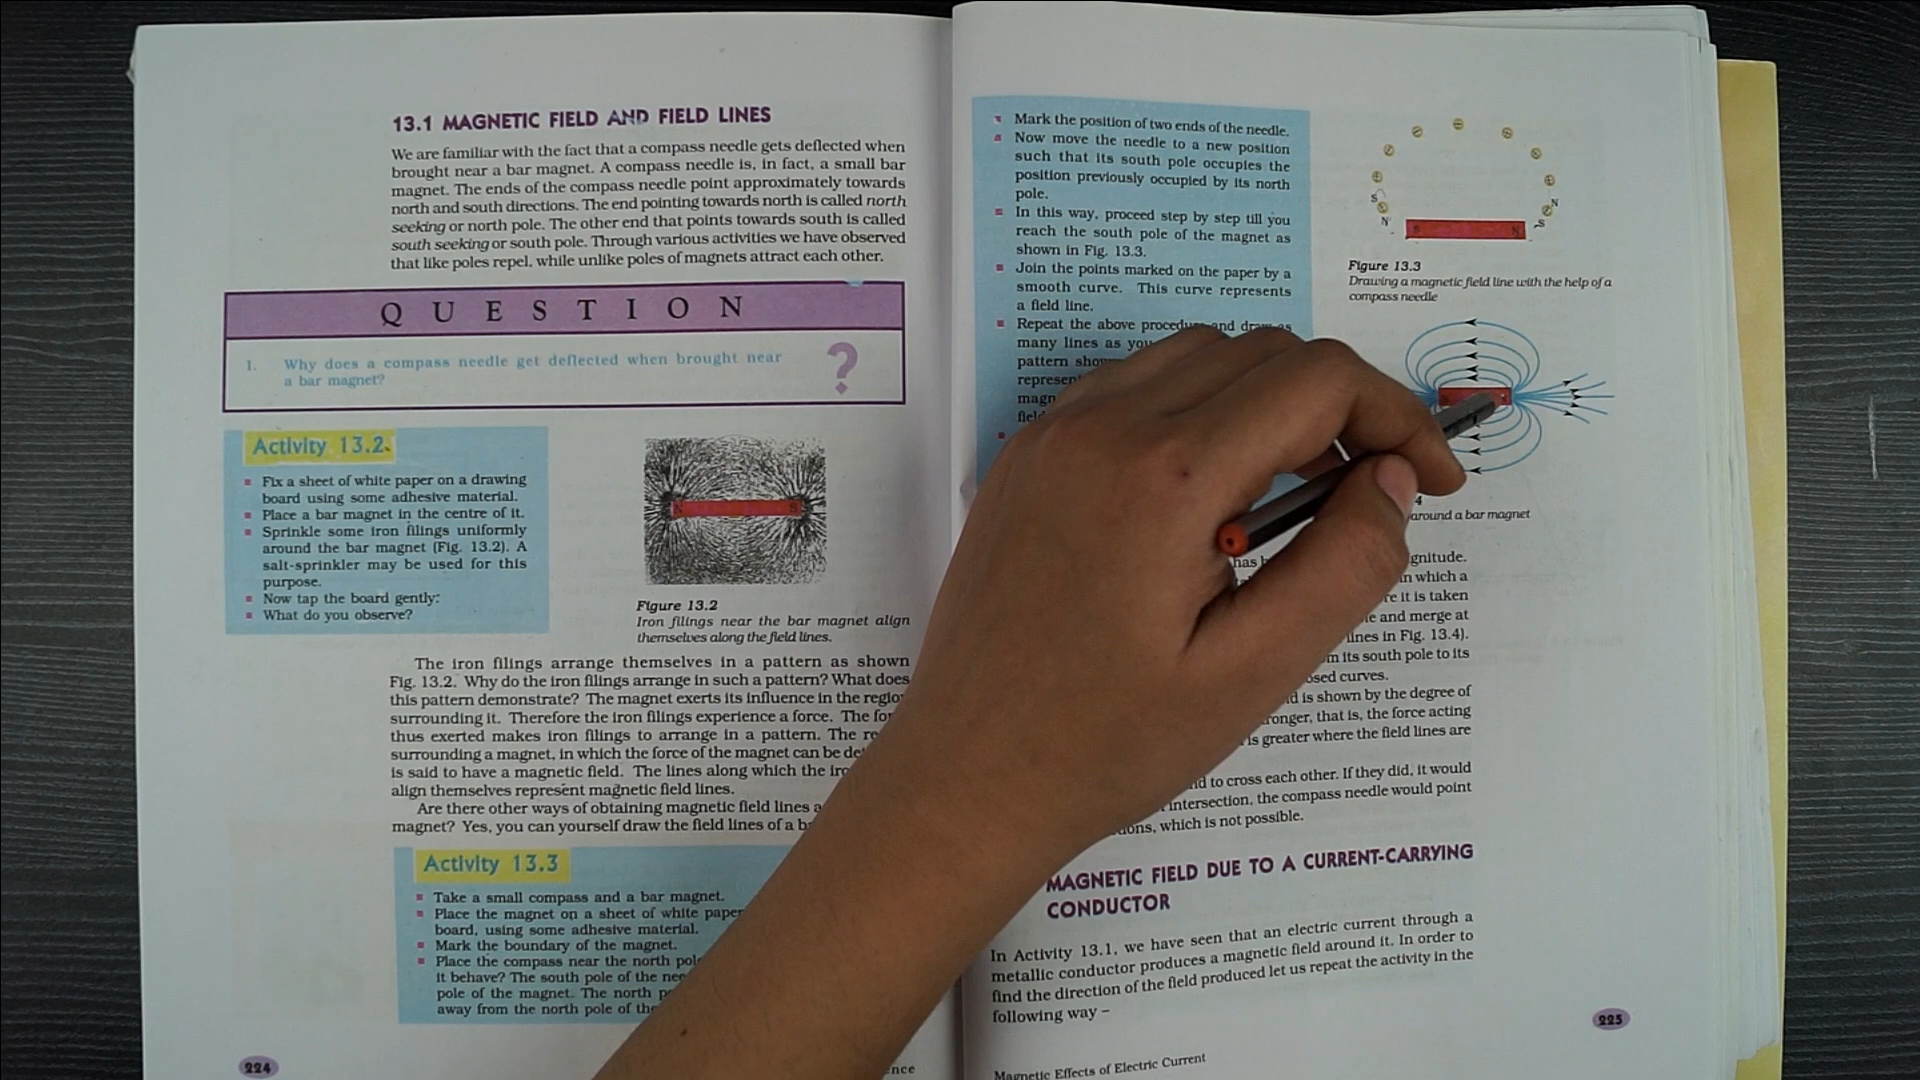 13.1 MAGNETIC FIELD AND FIELD LINES
We are familiar with the fact that a compass needle gets deflected when
brought near a bar magnet. A compass needle is, in fact, a small bar
magnet. The ends of the compass needle point approximately towards
north and south directions. The end pointing towards north is called north
seeking or north pole. The other end that points towards south is called
south seeking or south pole. Through various activities we have observed
that like poles repel, while unlike poles of magnets attract each other.
QUESTION
1. Why does a compass needle get deflected when brought near
a bar magnet?
?
Activity 13.2
Fix a sheet of white paper on a drawing
board using some adhesive material.
Place a bar magnet in the centre of it.
Sprinkle some iron filings uniformly
around the bar magnet (Fig. 13.2). A
salt-sprinkler may be used for this
purpose.
Now tap the board gently.
What do you observe?
N S
Figure 13.2
Iron filings near the bar magnet align
themselves along the field lines.
The iron filings arrange themselves in a pattern as shown
Fig. 13.2. Why do the iron filings arrange in such a pattern? What does
this pattern demonstrate? The magnet exerts its influence in the
surrounding it. Therefore the iron filings experience a force. The
thus exerted makes iron filings to arrange in a pattern. The
surrounding a magnet, in which the force of the magnet can be
is said to have a magnetic field. The lines along which the
align themselves represent magnetic field lines.
Are there other ways of obtaining magnetic field lines
magnet? Yes, you can yourself draw the field lines of a
Activity 13.3
Take a small compass and a bar magnet.
Place the magnet on a sheet of white paper
board, using some adhesive material.
Mark the boundary of the magnet.
Place the compass near the north
it behave? The south pole of the
pole of the magnet. The north
away from the north pole of
224
Mark the position of two ends of the needle.
Now move the needle to a new position
such that its south pole occupies the
position previously occupied by its north
pole.
In this way, proceed step by step till you
reach the south pole of the magnet as
shown in Fig. 13.3.
Join the points marked on the paper by a
smooth curve. This curve represents
a field line.
Repeat the above procedure and draw as
many lines as you
pattern
S
N
N
S
S N
Figure 13.3
Drawing a magnetic field line with the help of a
compass needle
around a bar magnet
has
in which a
it is taken
and merge at
lines in Fig. 13.4).
its south pole to its
curves.
is shown by the degree of
that is, the force acting
is greater where the field lines are
to cross each other. If they did, it would
intersection, the compass needle would point
which is not possible.
MAGNETIC FIELD DUE TO A CURRENT-CARRYING
CONDUCTOR
In Activity 13.1, we have seen that an electric current through a
metallic conductor produces a magnetic field around it. In order to
find the direction of the field produced let us repeat the activity in the
following way –
Magnetic Effects of Electric Current
225